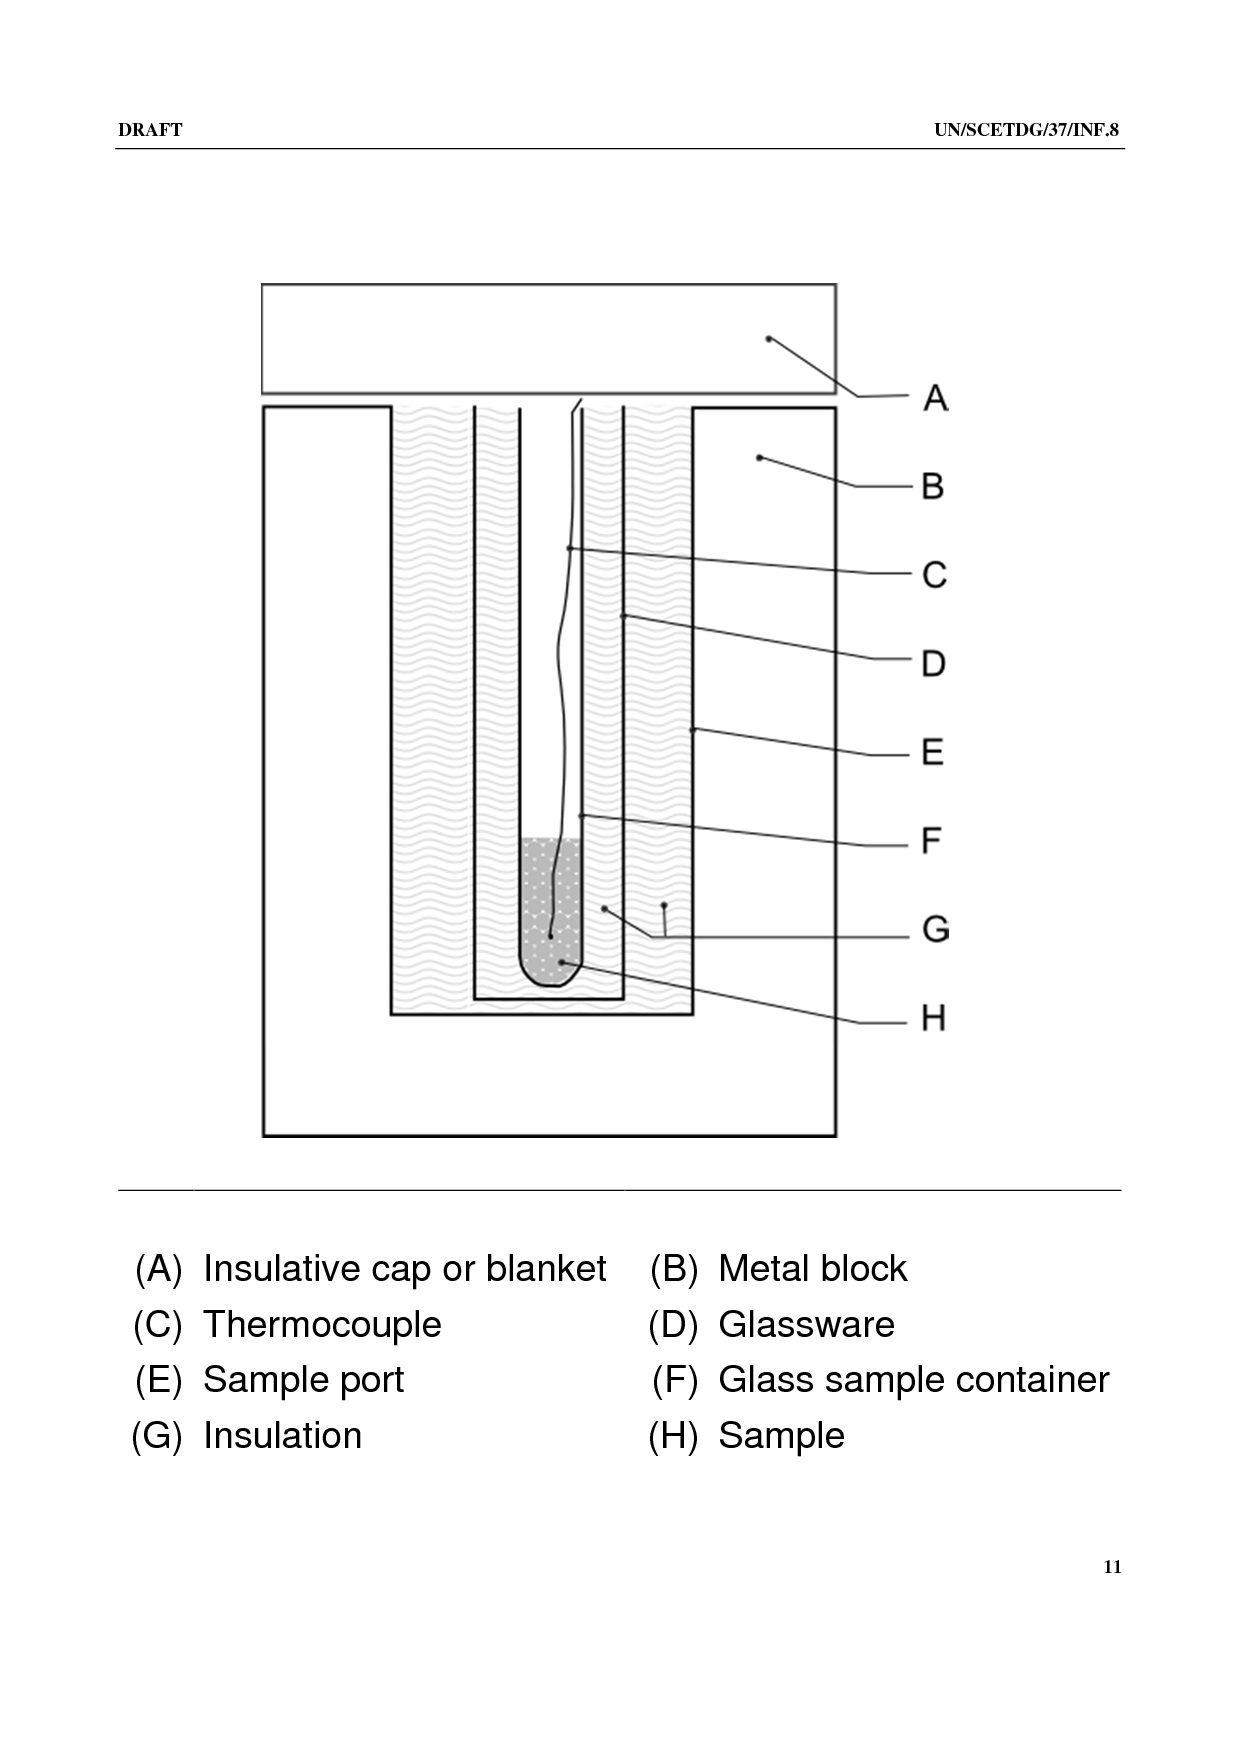 DRAFT UN/SCETDG/37/INF.8
A
B
C
D
E
F
G
H
(A) Insulative cap or blanket (B) Metal block
(C) Thermocouple (D) Glassware
(E) Sample port (F) Glass sample container
(G) Insulation (H) Sample
11